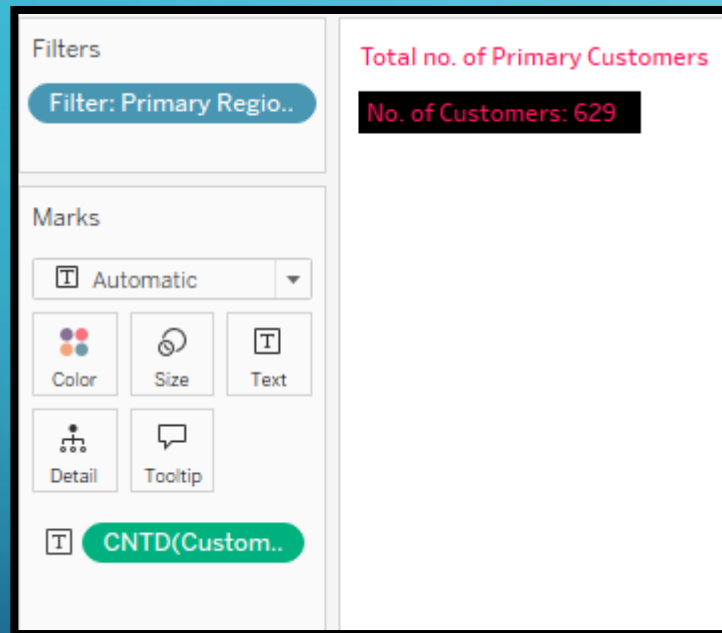 Filters
Filter: Primary Regio..
Marks
T Automatic
Color Size Text
Detail Tooltip
T CNTD(Custom..
Total no. of Primary Customers
No. of Customers: 629